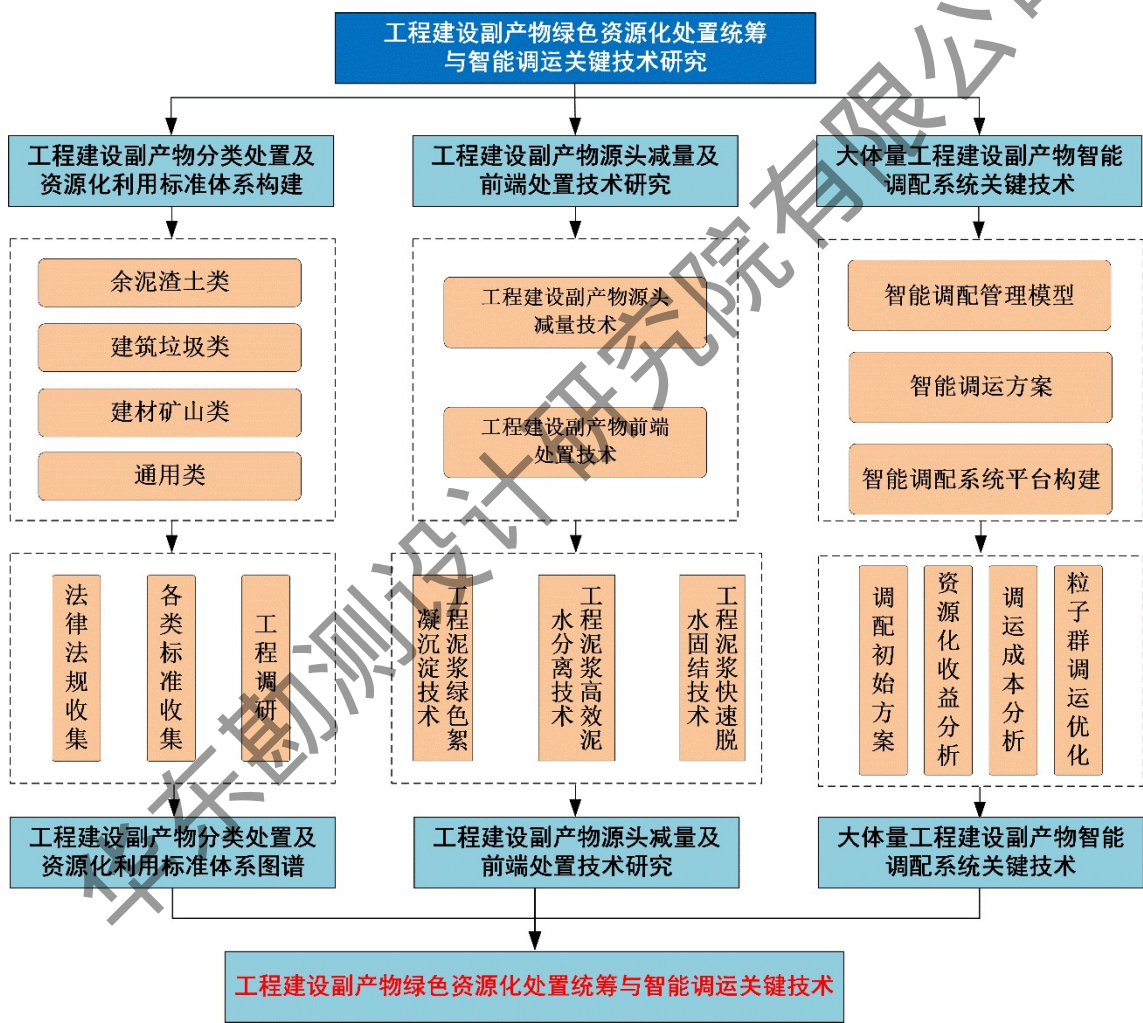 工程建设副产物绿色资源化处置统筹
与智能调运关键技术研究
工程建设副产物分类处置及
资源化利用标准体系构建
工程建设副产物源头减量及
前端处置技术研究
大体量工程建设副产物智能
调配系统关键技术
余泥渣土类
建筑垃圾类
建材矿山类
通用类
工程建设副产物源头
减量技术
工程建设副产物前端
处置技术
智能调配管理模型
智能调运方案
智能调配系统平台构建
法律法规收集
各类标准收集
工程调研
工程泥浆绿色絮
凝沉淀技术
工程泥浆高效泥
水分离技术
工程泥浆快速脱
水固结技术
调配初始方案
资源化收益分析
调运成本分析
粒子群调运优化
工程建设副产物分类处置及
资源化利用标准体系图谱
工程建设副产物源头减量及
前端处置技术研究
大体量工程建设副产物智能
调配系统关键技术
工程建设副产物绿色资源化处置统筹与智能调运关键技术
华东勘测设计研究院有限公